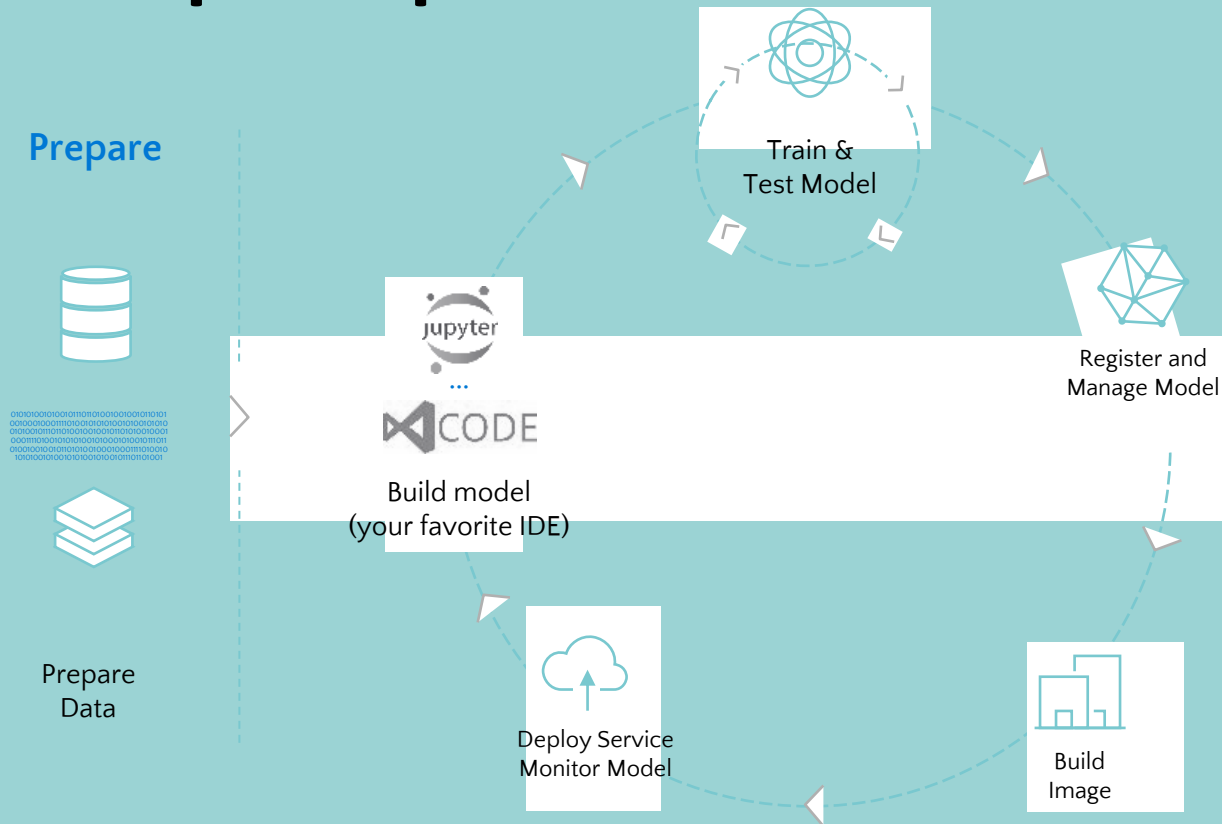 Prepare
Train &
Test Model
jupyter
...
CODE
Register and
Manage Model
Build model
(your favorite IDE)
Prepare
Data
Deploy Service
Monitor Model
Build
Image